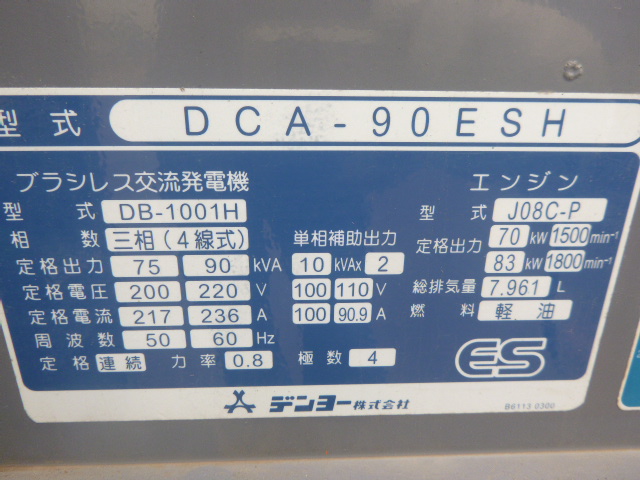 型式 DCA-90ESH
ブラシレス交流発電機
型式 DB-1001H
相数 三相(4線式)
定格出力 75 90 kVA
定格電圧 200 220 V
定格電流 217 236 A
周波数 50 60 Hz
定格 連続 力率 0.8 極数 4
単相補助出力
10 kVAx 2
100 110 V
100 90.9 A
エンジン
型式 J08C-P
定格出力 70 kW 1500 min⁻¹
83 kW 1800 min⁻¹
総排気量 7.961 L
燃料 軽油
ES
デンヨー株式会社
B6113 0300